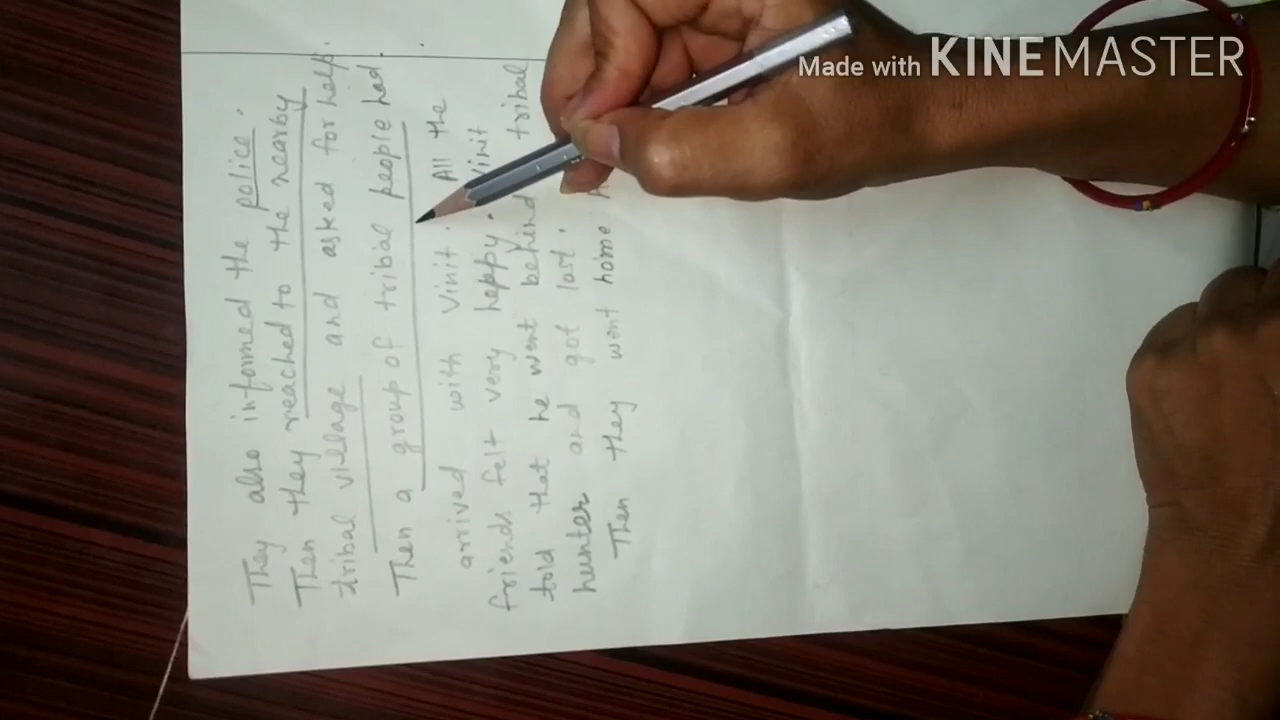 They also informed the police.
Then they reached to the nearby
tribal village and asked for help.
Then a group of tribal people had
arrived with Vinit. All the
friends felt very happy. Vinit
told that he went behind tribal
hunter and got lost.
Then they went home
Made with KINEMASTER